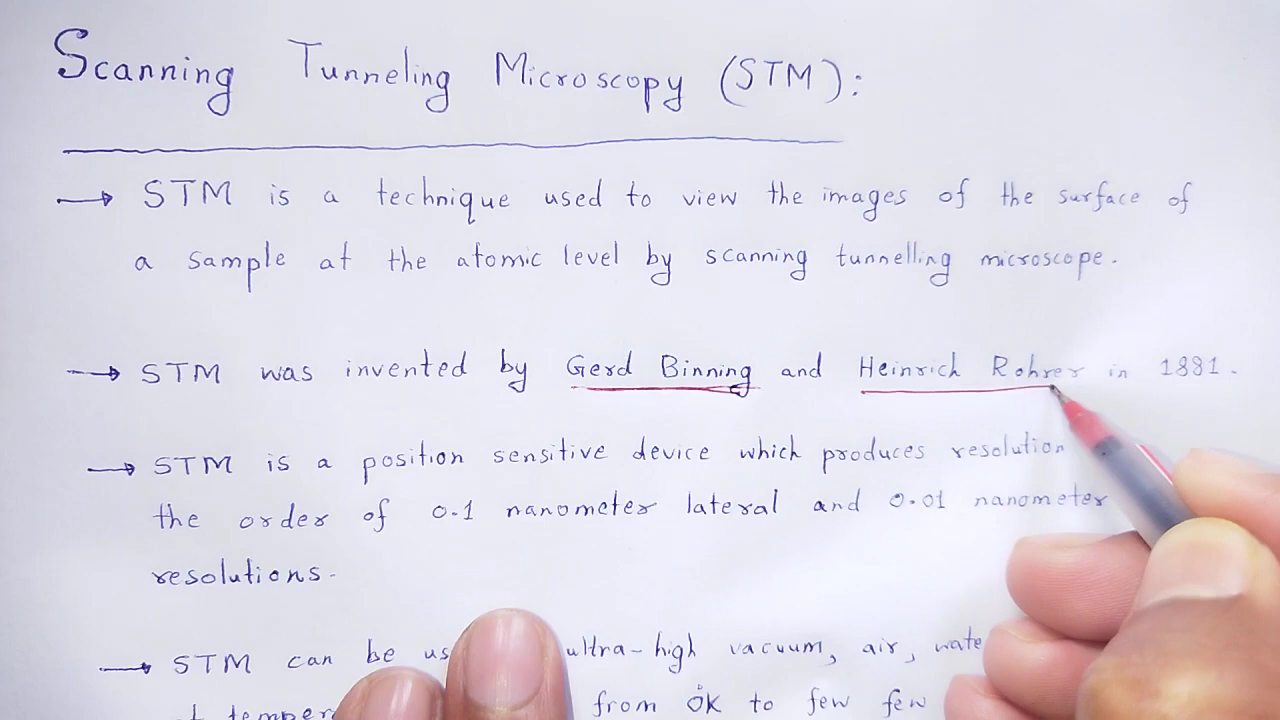 Scanning Tunneling Microscopy (STM):
→ STM is a technique used to view the images of the surface of
a sample at the atomic level by scanning tunnelling microscope.
→ STM was invented by Gerd Binning and Heinrich Rohrer in 1981.
→ STM is a position sensitive device which produces resolution
the order of 0.1 nanometer lateral and 0.01 nanometer
resolutions.
→ STM can be ultra-high vacuum, air,
from 0K to few few